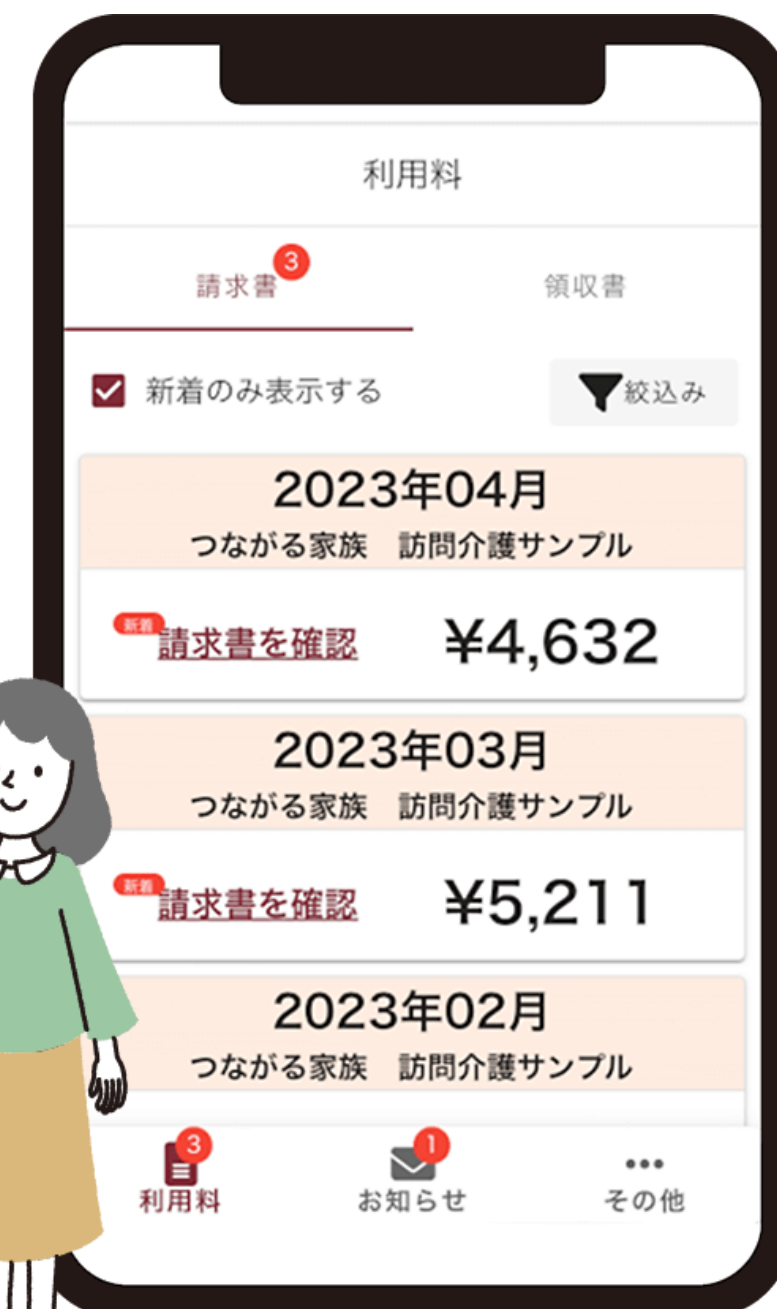 利用料
請求書 3
領収書
新着のみ表示する
絞込み
2023年04月
つながる家族 訪問介護サンプル
新着 請求書を確認 ¥4,632
2023年03月
つながる家族 訪問介護サンプル
新着 請求書を確認 ¥5,211
2023年02月
つながる家族 訪問介護サンプル
3 1
利用料 お知らせ その他